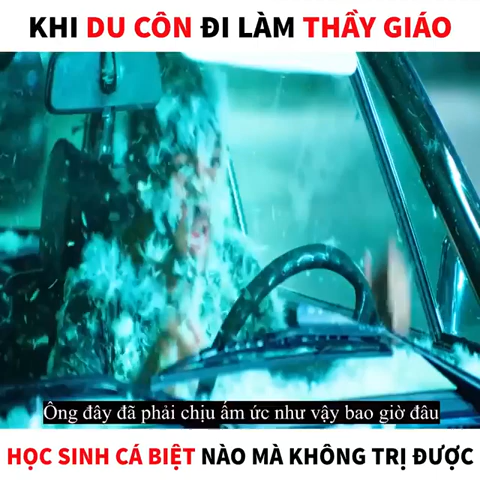 KHI DU CÔN ĐI LÀM THẦY GIÁO
Ông đây đã phải chịu ấm ức như vậy bao giờ đâu
HỌC SINH CÁ BIỆT NÀO MÀ KHÔNG TRỊ ĐƯỢC